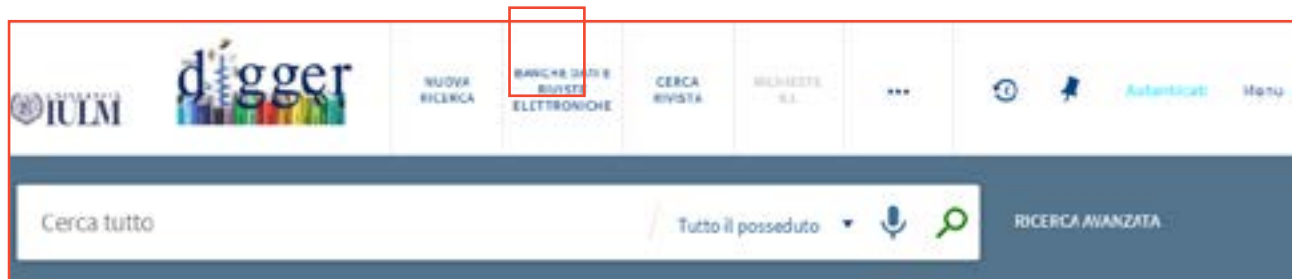 digger
IULM
NUOVA
RICERCA
BANCHE DATI E
RIVISTE
ELETTRONICHE
CERCA
RIVISTA
RICHIESTE
•••
Autenticati
Menu
Cerca tutto
Tutto il posseduto
RICERCA AVANZATA